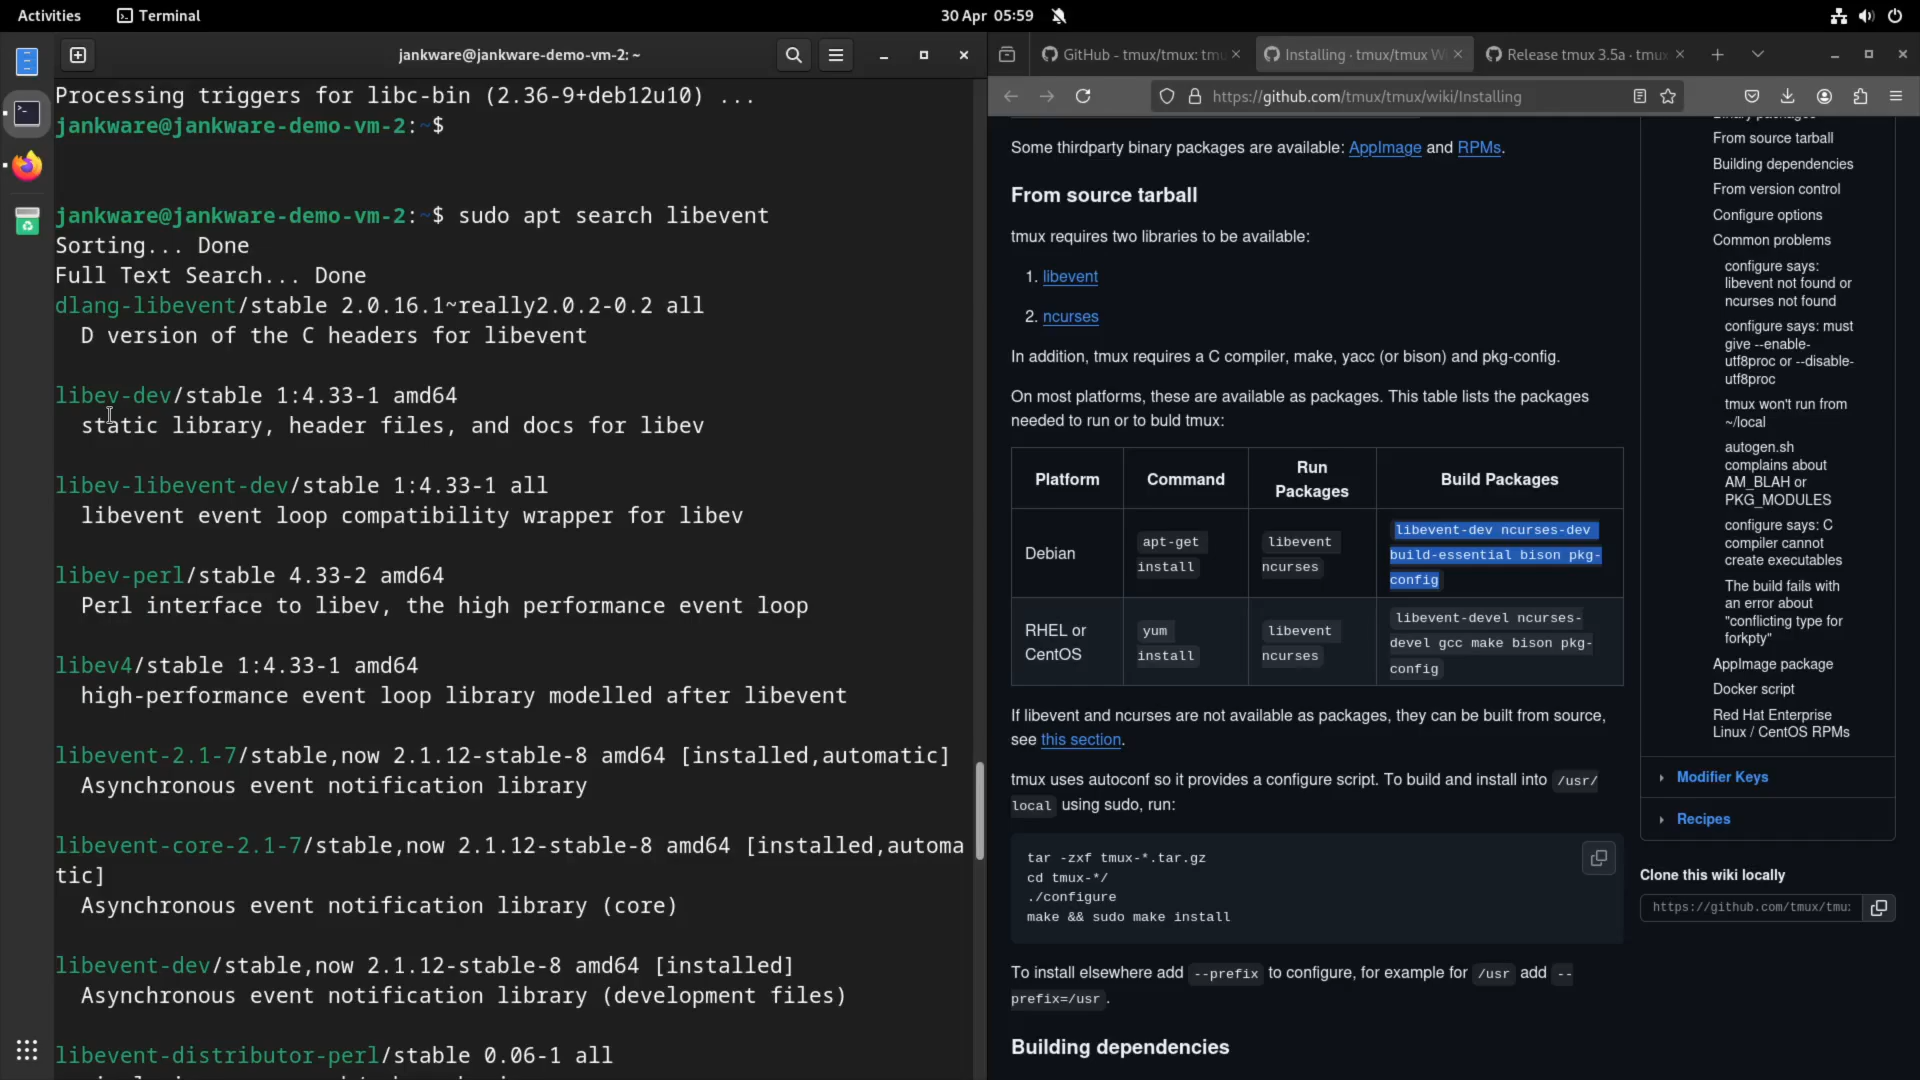 Activities
Terminal
30 Apr 05:59
jankware@jankware-demo-vm-2: ~
Processing triggers for libc-bin (2.36-9+deb12u10) ...
jankware@jankware-demo-vm-2:~$
jankware@jankware-demo-vm-2:~$ sudo apt search libevent
Sorting... Done
Full Text Search... Done
dlang-libevent/stable 2.0.16.1~really2.0.2-0.2 all
D version of the C headers for libevent
libev-dev/stable 1:4.33-1 amd64
static library, header files, and docs for libev
libev-libevent-dev/stable 1:4.33-1 all
libevent event loop compatibility wrapper for libev
libev-perl/stable 4.33-2 amd64
Perl interface to libev, the high performance event loop
libev4/stable 1:4.33-1 amd64
high-performance event loop library modelled after libevent
libevent-2.1-7/stable,now 2.1.12-stable-8 amd64 [installed,automatic]
Asynchronous event notification library
libevent-core-2.1-7/stable,now 2.1.12-stable-8 amd64 [installed,automa
tic]
Asynchronous event notification library (core)
libevent-dev/stable,now 2.1.12-stable-8 amd64 [installed]
Asynchronous event notification library (development files)
libevent-distributor-perl/stable 0.06-1 all
GitHub - tmux/tmux: tmu
Installing · tmux/tmux W
Release tmux 3.5a · tmux
https://github.com/tmux/tmux/wiki/Installing
Some thirdparty binary packages are available: AppImage and RPMs.
From source tarball
tmux requires two libraries to be available:
1. libevent
2. ncurses
In addition, tmux requires a C compiler, make, yacc (or bison) and pkg-config.
On most platforms, these are available as packages. This table lists the packages
needed to run or to buld tmux:
Platform
Command
Run
Packages
Build Packages
Debian
apt-get
install
libevent
ncurses
libevent-dev ncurses-dev
build-essential bison pkg-
config
RHEL or
CentOS
yum
install
libevent
ncurses
libevent-devel ncurses-
devel gcc make bison pkg-
config
If libevent and ncurses are not available as packages, they can be built from source,
see this section.
tmux uses autoconf so it provides a configure script. To build and install into /usr/
local using sudo, run:
tar -zxf tmux-*.tar.gz
cd tmux-*/
./configure
make && sudo make install
To install elsewhere add --prefix to configure, for example for /usr add --
prefix=/usr .
Building dependencies
Binary packages
From source tarball
Building dependencies
From version control
Configure options
Common problems
configure says:
libevent not found or
ncurses not found
configure says: must
give --enable-
utf8proc or --disable-
utf8proc
tmux won't run from
~/local
autogen.sh
complains about
AM_BLAH or
PKG_MODULES
configure says: C
compiler cannot
create executables
The build fails with
an error about
"conflicting type for
forkpty"
AppImage package
Docker script
Red Hat Enterprise
Linux / CentOS RPMs
Modifier Keys
Recipes
Clone this wiki locally
https://github.com/tmux/tmu: